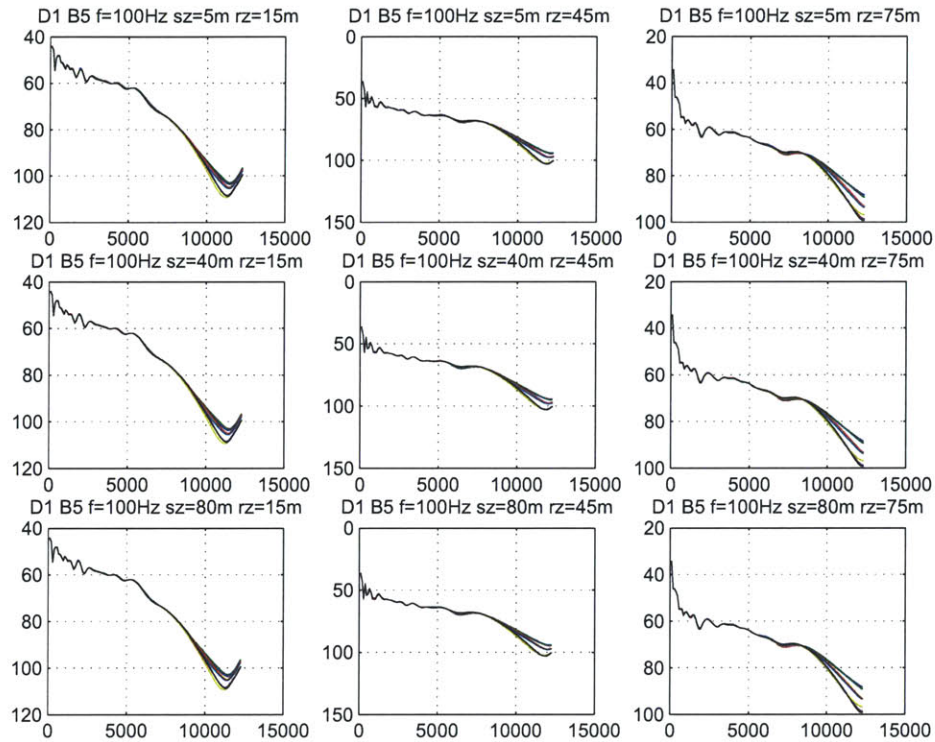 D1 B5 f=100Hz sz=5m rz=15m
40
60
80
100
120
0 5000 10000 15000
D1 B5 f=100Hz sz=5m rz=45m
0
50
100
150
0 5000 10000 15000
D1 B5 f=100Hz sz=5m rz=75m
20
40
60
80
100
0 5000 10000 15000
D1 B5 f=100Hz sz=40m rz=15m
40
60
80
100
120
0 5000 10000 15000
D1 B5 f=100Hz sz=40m rz=45m
0
50
100
150
0 5000 10000 15000
D1 B5 f=100Hz sz=40m rz=75m
20
40
60
80
100
0 5000 10000 15000
D1 B5 f=100Hz sz=80m rz=15m
40
60
80
100
120
0 5000 10000 15000
D1 B5 f=100Hz sz=80m rz=45m
0
50
100
150
0 5000 10000 15000
D1 B5 f=100Hz sz=80m rz=75m
20
40
60
80
100
0 5000 10000 15000